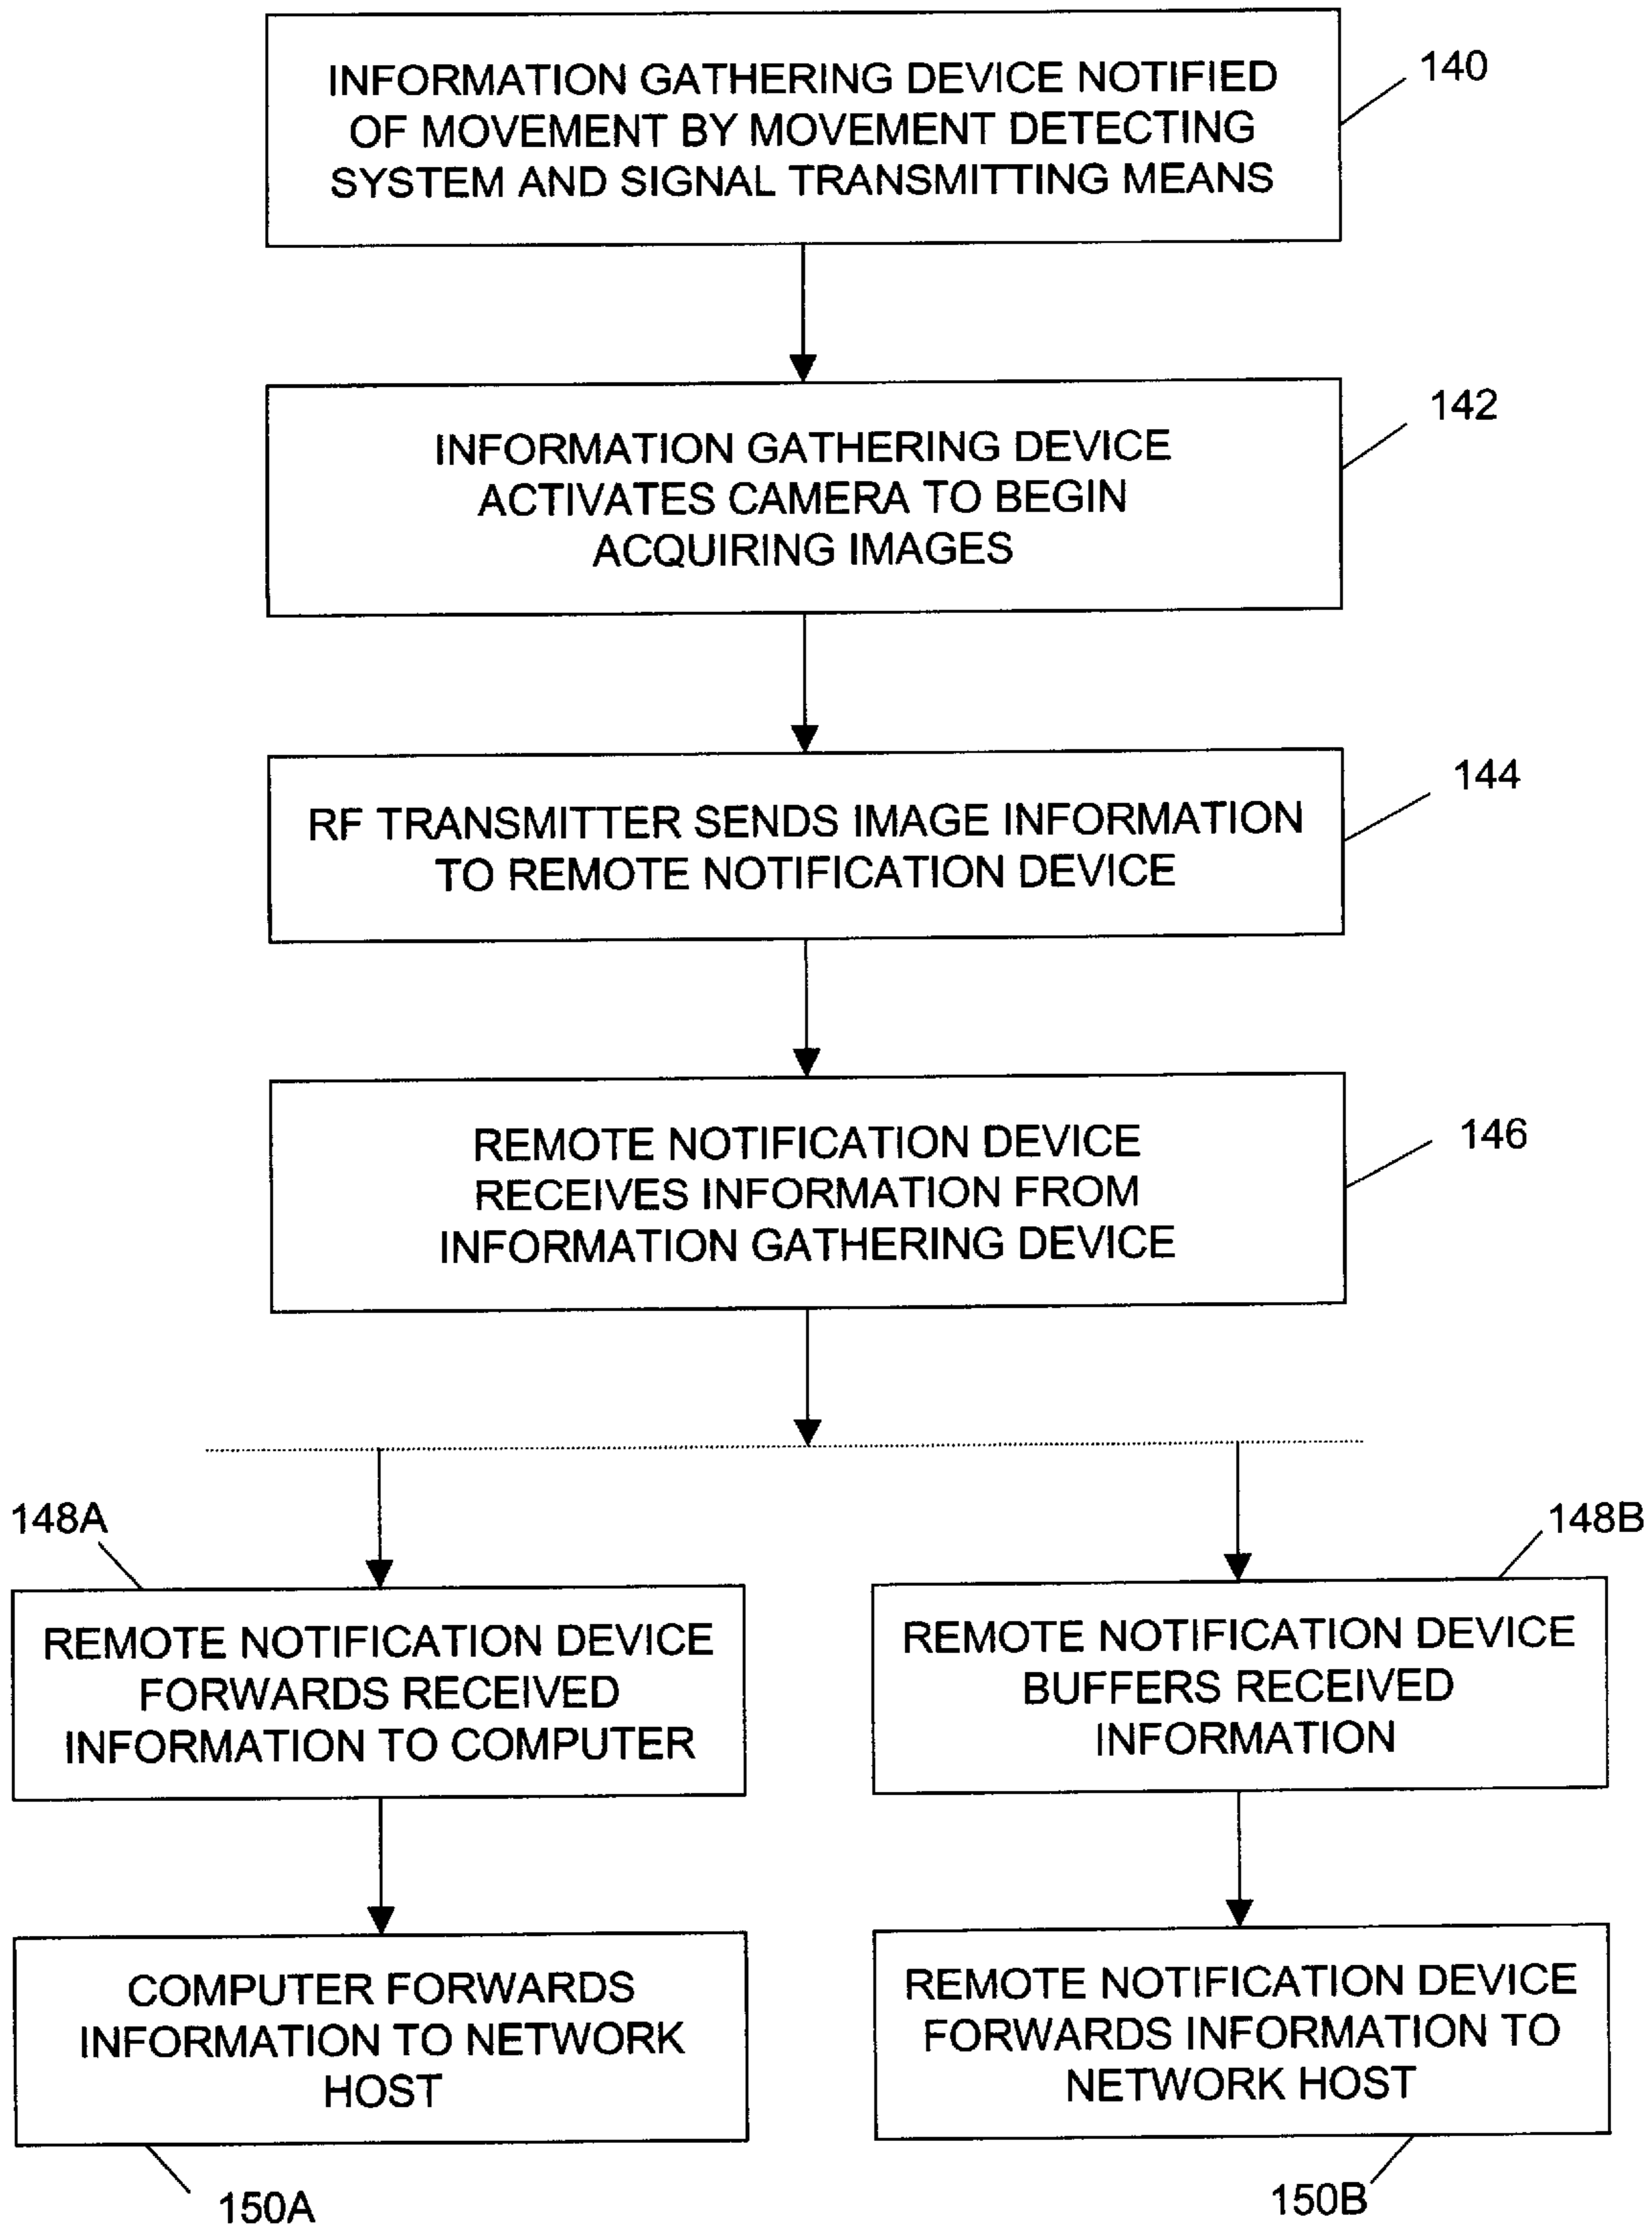 INFORMATION GATHERING DEVICE NOTIFIED
OF MOVEMENT BY MOVEMENT DETECTING
SYSTEM AND SIGNAL TRANSMITTING MEANS
140
INFORMATION GATHERING DEVICE
ACTIVATES CAMERA TO BEGIN
ACQUIRING IMAGES
142
RF TRANSMITTER SENDS IMAGE INFORMATION
TO REMOTE NOTIFICATION DEVICE
144
REMOTE NOTIFICATION DEVICE
RECEIVES INFORMATION FROM
INFORMATION GATHERING DEVICE
146
148A
REMOTE NOTIFICATION DEVICE
FORWARDS RECEIVED
INFORMATION TO COMPUTER
148B
REMOTE NOTIFICATION DEVICE
BUFFERS RECEIVED
INFORMATION
COMPUTER FORWARDS
INFORMATION TO NETWORK
HOST
150A
REMOTE NOTIFICATION DEVICE
FORWARDS INFORMATION TO
NETWORK HOST
150B